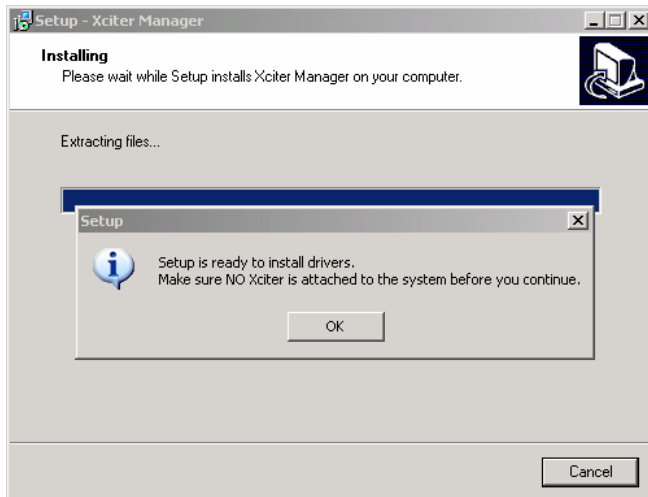 Setup - Xciter Manager
Installing
Please wait while Setup installs Xciter Manager on your computer.
Extracting files...
Setup
Setup is ready to install drivers.
Make sure NO Xciter is attached to the system before you continue.
OK
Cancel